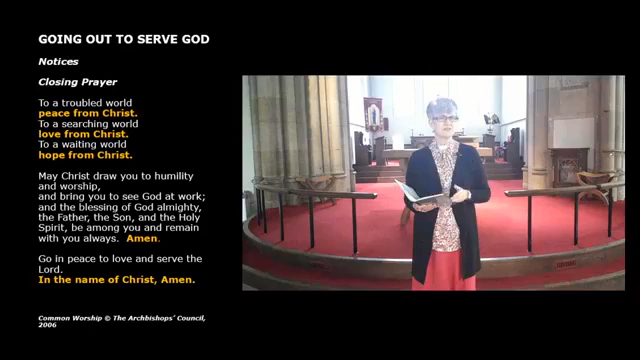 GOING OUT TO SERVE GOD
Notices
Closing Prayer
To a troubled world
peace from Christ.
To a searching world
love from Christ.
To a waiting world
hope from Christ.
May Christ draw you to humility
and worship,
and bring you to see God at work;
and the blessing of God almighty,
the Father, the Son, and the Holy
Spirit, be among you and remain
with you always. Amen.
Go in peace to love and serve the
Lord.
In the name of Christ, Amen.
Common Worship © The Archbishops' Council,
2006